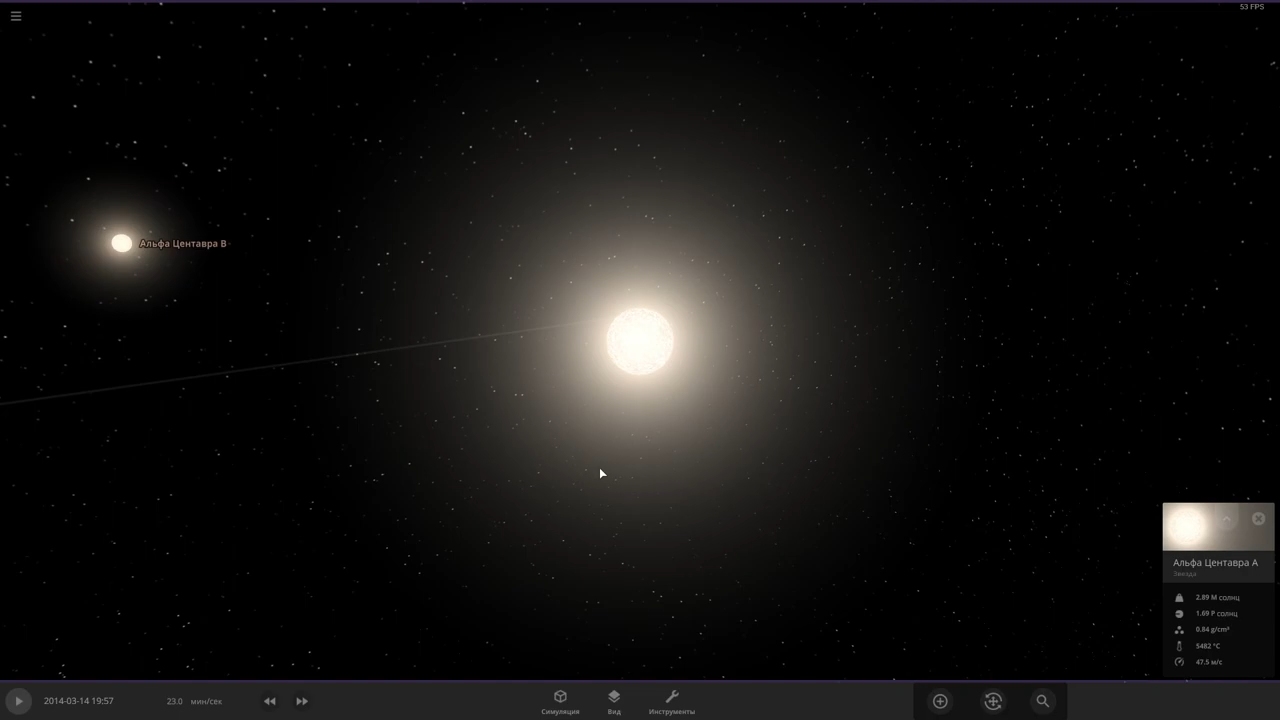 53 FPS
Альфа Центавра B
Альфа Центавра A
Звезда
2.89 M солнц
1.69 Р солнц
0.84 g/cm³
5482 °C
47.5 м/с
2014-03-14 19:57
23.0 мин/сек
Симуляция
Вид
Инструменты